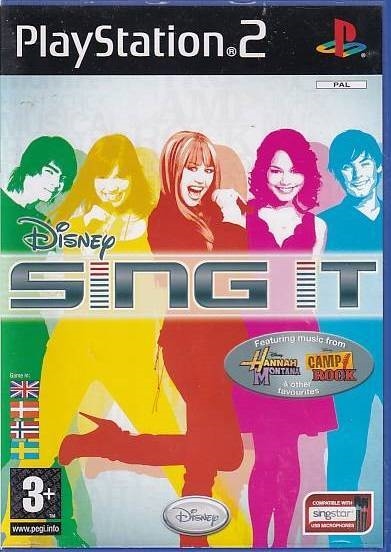 PlayStation®2
PAL
Disney
SING IT
Featuring music from
Disney
HANNAH
MONTANA
CAMP
ROCK
& other
favourites
Game in:
3+
www.pegi.info
Disney
COMPATIBLE WITH
singstar
USB MICROPHONES